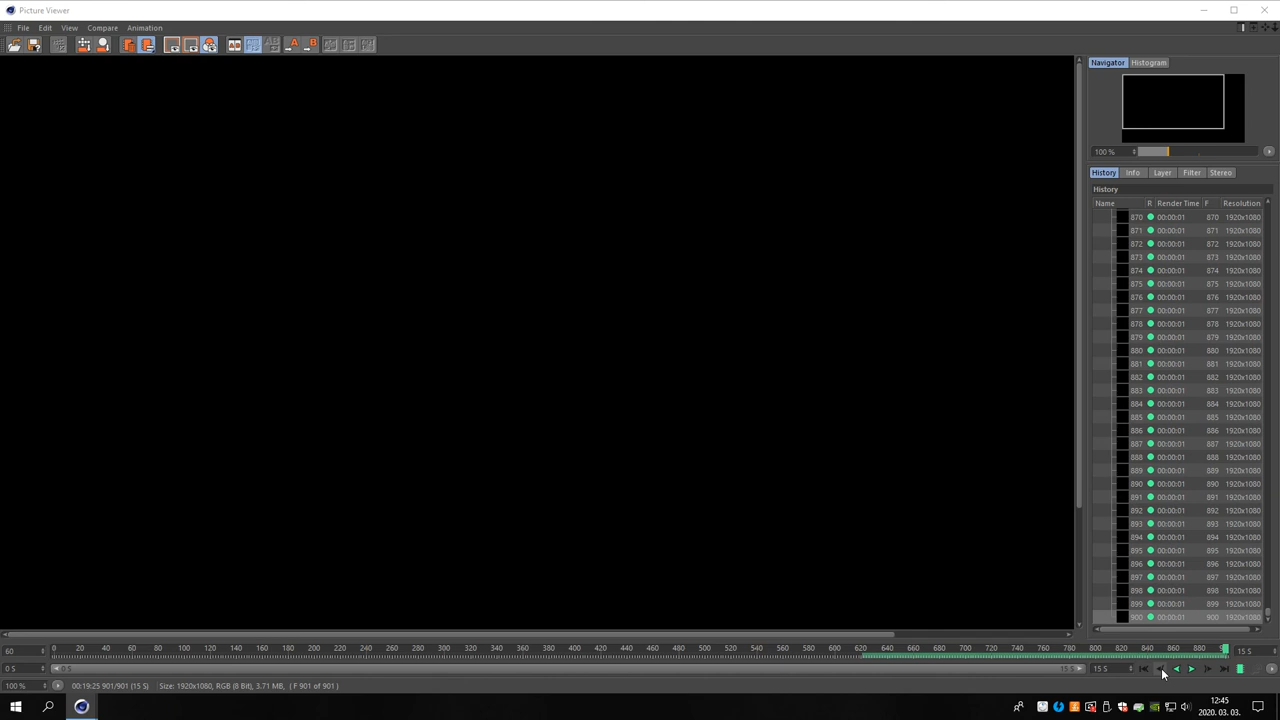 Picture Viewer
File Edit View Compare Animation
Navigator Histogram
100 %
History Info Layer Filter Stereo
History
Name R Render Time F Resolution
870 00:00:01 870 1920x1080
871 00:00:01 871 1920x1080
872 00:00:01 872 1920x1080
873 00:00:01 873 1920x1080
874 00:00:01 874 1920x1080
875 00:00:01 875 1920x1080
876 00:00:01 876 1920x1080
877 00:00:01 877 1920x1080
878 00:00:01 878 1920x1080
879 00:00:01 879 1920x1080
880 00:00:01 880 1920x1080
881 00:00:01 881 1920x1080
882 00:00:01 882 1920x1080
883 00:00:01 883 1920x1080
884 00:00:01 884 1920x1080
885 00:00:01 885 1920x1080
886 00:00:01 886 1920x1080
887 00:00:01 887 1920x1080
888 00:00:01 888 1920x1080
889 00:00:01 889 1920x1080
890 00:00:01 890 1920x1080
891 00:00:01 891 1920x1080
892 00:00:01 892 1920x1080
893 00:00:01 893 1920x1080
894 00:00:01 894 1920x1080
895 00:00:01 895 1920x1080
896 00:00:01 896 1920x1080
897 00:00:01 897 1920x1080
898 00:00:01 898 1920x1080
899 00:00:01 899 1920x1080
900 00:00:01 900 1920x1080
60 0 20 40 60 80 100 120 140 160 180 200 220 240 260 280 300 320 340 360 380 400 420 440 460 480 500 520 540 560 580 600 620 640 660 680 700 720 740 760 780 800 820 840 860 15 S
0 S 0 S 15 S 15 S
100 % 00:19:25 901/901 (15 S) Size: 1920x1080, RGB (8 Bit), 3.71 MB, ( F 901 of 901 )
12:45
2020. 03. 03.